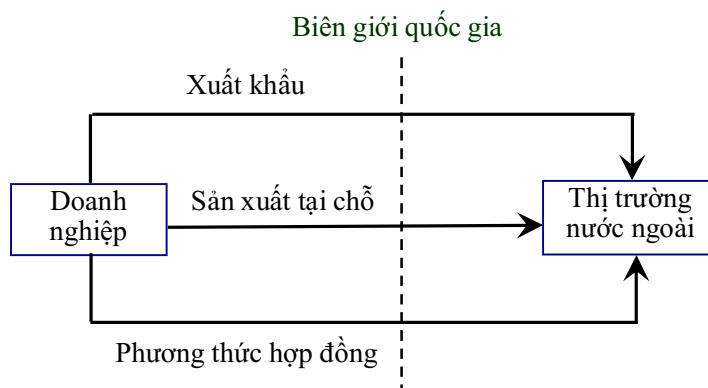 Biên giới quốc gia
Xuất khẩu
Doanh
nghiệp
Sản xuất tại chỗ
Thị trường
nước ngoài
Phương thức hợp đồng